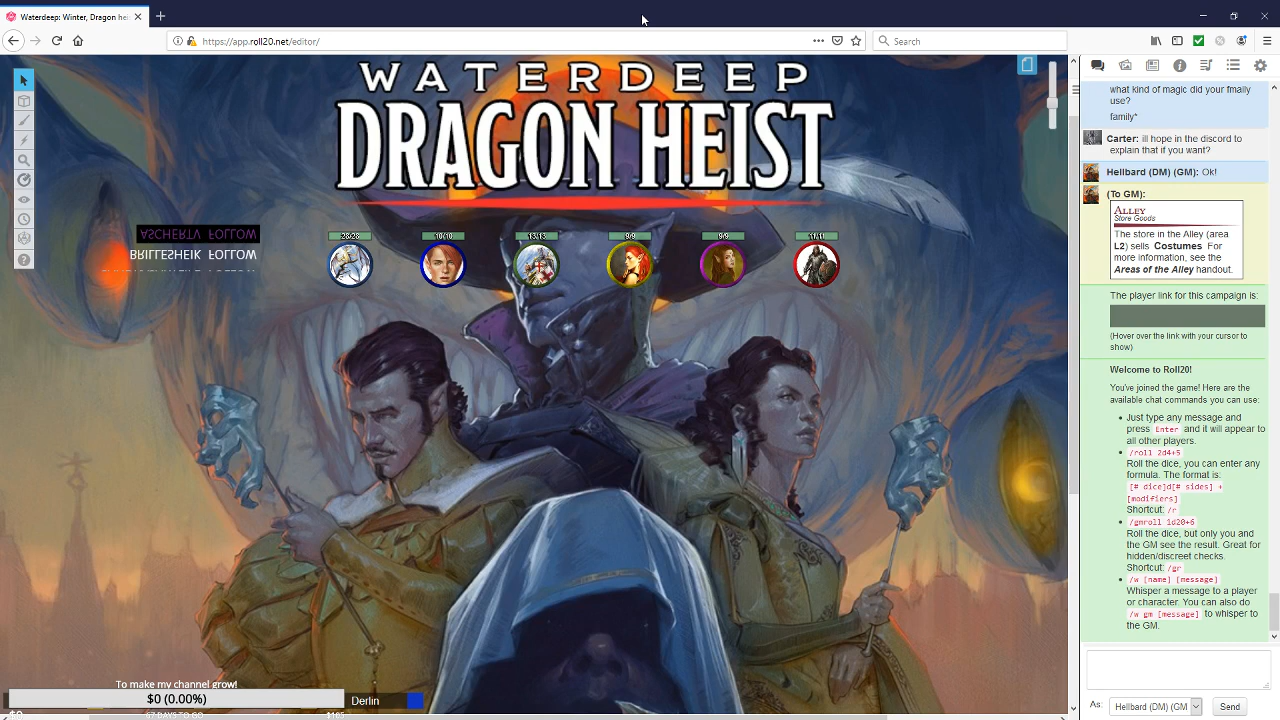 Waterdeep: Winter, Dragon hei
https://app.roll20.net/editor/
Search
WATERDEEP
DRAGON HEIST
ASCHERTV FOLLOW
BRILLESHEIK FOLLOW
28/28
10/10
13/13
9/9
9/9
11/11
what kind of magic did your fmaily
use?
family*
Carter: ill hope in the discord to
explain that if you want?
Hellbard (DM) (GM): Ok!
(To GM):
ALLEY
Store Goods
The store in the Alley (area
L2) sells Costumes. For
more information, see the
Areas of the Alley handout.
The player link for this campaign is:
(Hover over the link with your cursor to
show)
Welcome to Roll20!
You've joined the game! Here are the
available chat commands you can use:
• Just type any message and
press Enter and it will appear to
all other players.
• /roll 2d4+5
Roll the dice, you can enter any
formula. The format is:
[# dice]d[# sides] +
[modifiers]
Shortcut: /r
• /gmroll 1d20+6
Roll the dice, but only you and
the GM see the result. Great for
hidden/discreet checks.
Shortcut: /gr
• /w [name] [message]
Whisper a message to a player
or character. You can also do
/w gm [message] to whisper to
the GM.
To make my channel grow!
$0 (0.00%)
Derlin
$0
67 DAYS TO GO
As:
Hellbard (DM) (GM
Send